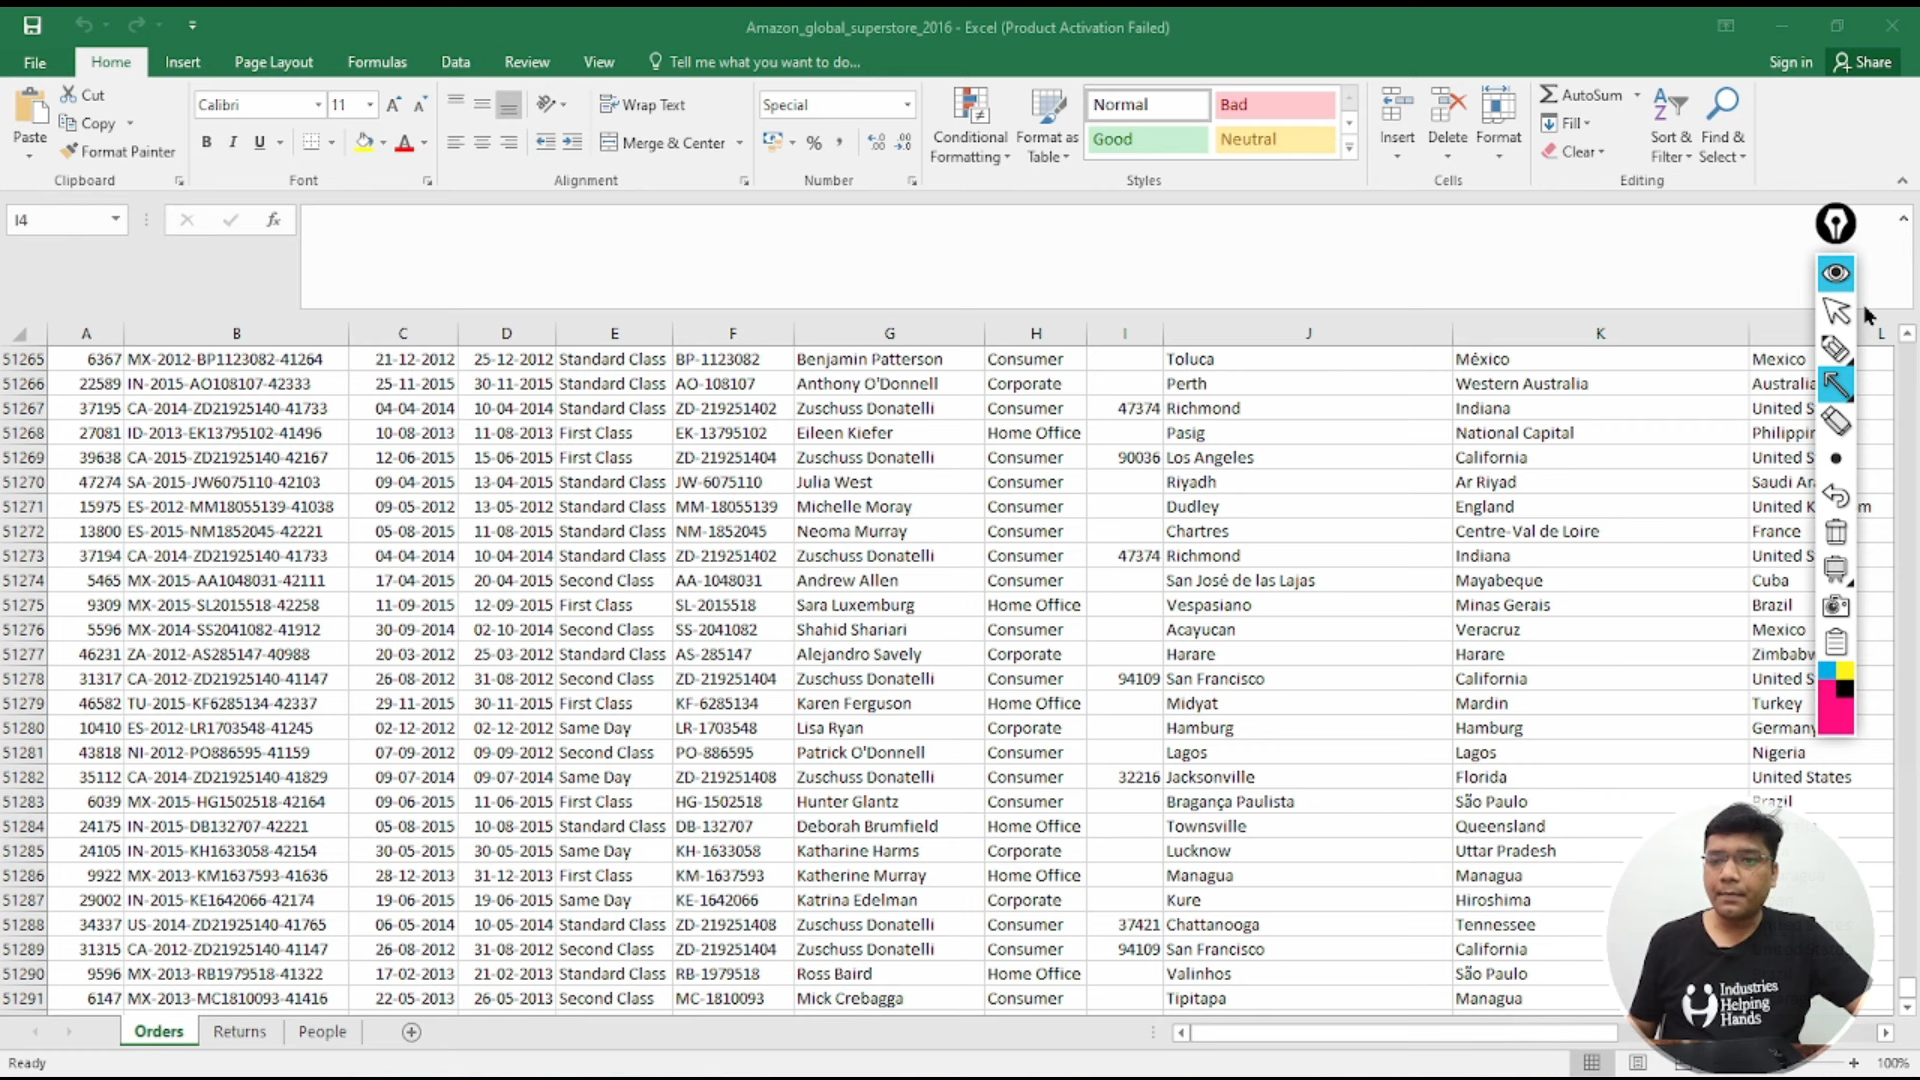 Amazon_global_superstore_2016 - Excel (Product Activation Failed)
File Home Insert Page Layout Formulas Data Review View Tell me what you want to do... Sign in Share
Cut
Copy
Format Painter
Paste
Clipboard
Calibri 11
B I U
Font
Wrap Text
Merge & Center
Alignment
Special
%
Number
Conditional Formatting
Format as Table
Normal Bad
Good Neutral
Styles
Insert Delete Format
Cells
AutoSum
Fill
Clear
Sort & Filter
Find & Select
Editing
I4 fx
A B C D E F G H I J K L
51265 6367 MX-2012-BP1123082-41264 21-12-2012 25-12-2012 Standard Class BP-1123082 Benjamin Patterson Consumer Toluca México Mexico
51266 22589 IN-2015-AO108107-42333 25-11-2015 30-11-2015 Standard Class AO-108107 Anthony O'Donnell Corporate Perth Western Australia Australia
51267 37195 CA-2014-ZD21925140-41733 04-04-2014 10-04-2014 Standard Class ZD-219251402 Zuschuss Donatelli Consumer 47374 Richmond Indiana United S
51268 27081 ID-2013-EK13795102-41496 10-08-2013 11-08-2013 First Class EK-13795102 Eileen Kiefer Home Office Pasig National Capital Philippin
51269 39638 CA-2015-ZD21925140-42167 12-06-2015 15-06-2015 First Class ZD-219251404 Zuschuss Donatelli Consumer 90036 Los Angeles California United S
51270 47274 SA-2015-JW6075110-42103 09-04-2015 13-04-2015 Standard Class JW-6075110 Julia West Consumer Riyadh Ar Riyad Saudi Ar
51271 15975 ES-2012-MM18055139-41038 09-05-2012 13-05-2012 Standard Class MM-18055139 Michelle Moray Consumer Dudley England United K m
51272 13800 ES-2015-NM1852045-42221 05-08-2015 11-08-2015 Standard Class NM-1852045 Neoma Murray Consumer Chartres Centre-Val de Loire France
51273 37194 CA-2014-ZD21925140-41733 04-04-2014 10-04-2014 Standard Class ZD-219251402 Zuschuss Donatelli Consumer 47374 Richmond Indiana United S
51274 5465 MX-2015-AA1048031-42111 17-04-2015 20-04-2015 Second Class AA-1048031 Andrew Allen Consumer San José de las Lajas Mayabeque Cuba
51275 9309 MX-2015-SL2015518-42258 11-09-2015 12-09-2015 First Class SL-2015518 Sara Luxemburg Home Office Vespasiano Minas Gerais Brazil
51276 5596 MX-2014-SS2041082-41912 30-09-2014 02-10-2014 Second Class SS-2041082 Shahid Shariari Consumer Acayucan Veracruz Mexico
51277 46231 ZA-2012-AS285147-40988 20-03-2012 25-03-2012 Standard Class AS-285147 Alejandro Savely Corporate Harare Harare Zimbabw
51278 31317 CA-2012-ZD21925140-41147 26-08-2012 31-08-2012 Second Class ZD-219251404 Zuschuss Donatelli Consumer 94109 San Francisco California United S
51279 46582 TU-2015-KF6285134-42337 29-11-2015 30-11-2015 First Class KF-6285134 Karen Ferguson Home Office Midyat Mardin Turkey
51280 10410 ES-2012-LR1703548-41245 02-12-2012 02-12-2012 Same Day LR-1703548 Lisa Ryan Corporate Hamburg Hamburg Germany
51281 43818 NI-2012-PO886595-41159 07-09-2012 09-09-2012 Second Class PO-886595 Patrick O'Donnell Consumer Lagos Lagos Nigeria
51282 35112 CA-2014-ZD21925140-41829 09-07-2014 09-07-2014 Same Day ZD-219251408 Zuschuss Donatelli Consumer 32216 Jacksonville Florida United States
51283 6039 MX-2015-HG1502518-42164 09-06-2015 11-06-2015 First Class HG-1502518 Hunter Glantz Consumer Bragança Paulista São Paulo Brazil
51284 24175 IN-2015-DB132707-42221 05-08-2015 10-08-2015 Standard Class DB-132707 Deborah Brumfield Home Office Townsville Queensland
51285 24105 IN-2015-KH1633058-42154 30-05-2015 30-05-2015 Same Day KH-1633058 Katharine Harms Corporate Lucknow Uttar Pradesh
51286 9922 MX-2013-KM1637593-41636 28-12-2013 31-12-2013 First Class KM-1637593 Katherine Murray Home Office Managua Managua
51287 29002 IN-2015-KE1642066-42174 19-06-2015 19-06-2015 Same Day KE-1642066 Katrina Edelman Corporate Kure Hiroshima
51288 34337 US-2014-ZD21925140-41765 06-05-2014 10-05-2014 Standard Class ZD-219251408 Zuschuss Donatelli Consumer 37421 Chattanooga Tennessee
51289 31315 CA-2012-ZD21925140-41147 26-08-2012 31-08-2012 Second Class ZD-219251404 Zuschuss Donatelli Consumer 94109 San Francisco California
51290 9596 MX-2013-RB1979518-41322 17-02-2013 21-02-2013 Standard Class RB-1979518 Ross Baird Home Office Valinhos São Paulo
51291 6147 MX-2013-MC1810093-41416 22-05-2013 26-05-2013 Second Class MC-1810093 Mick Crebagga Consumer Tipitapa Managua
Industries
Helping
Hands
Orders Returns People
Ready 100%